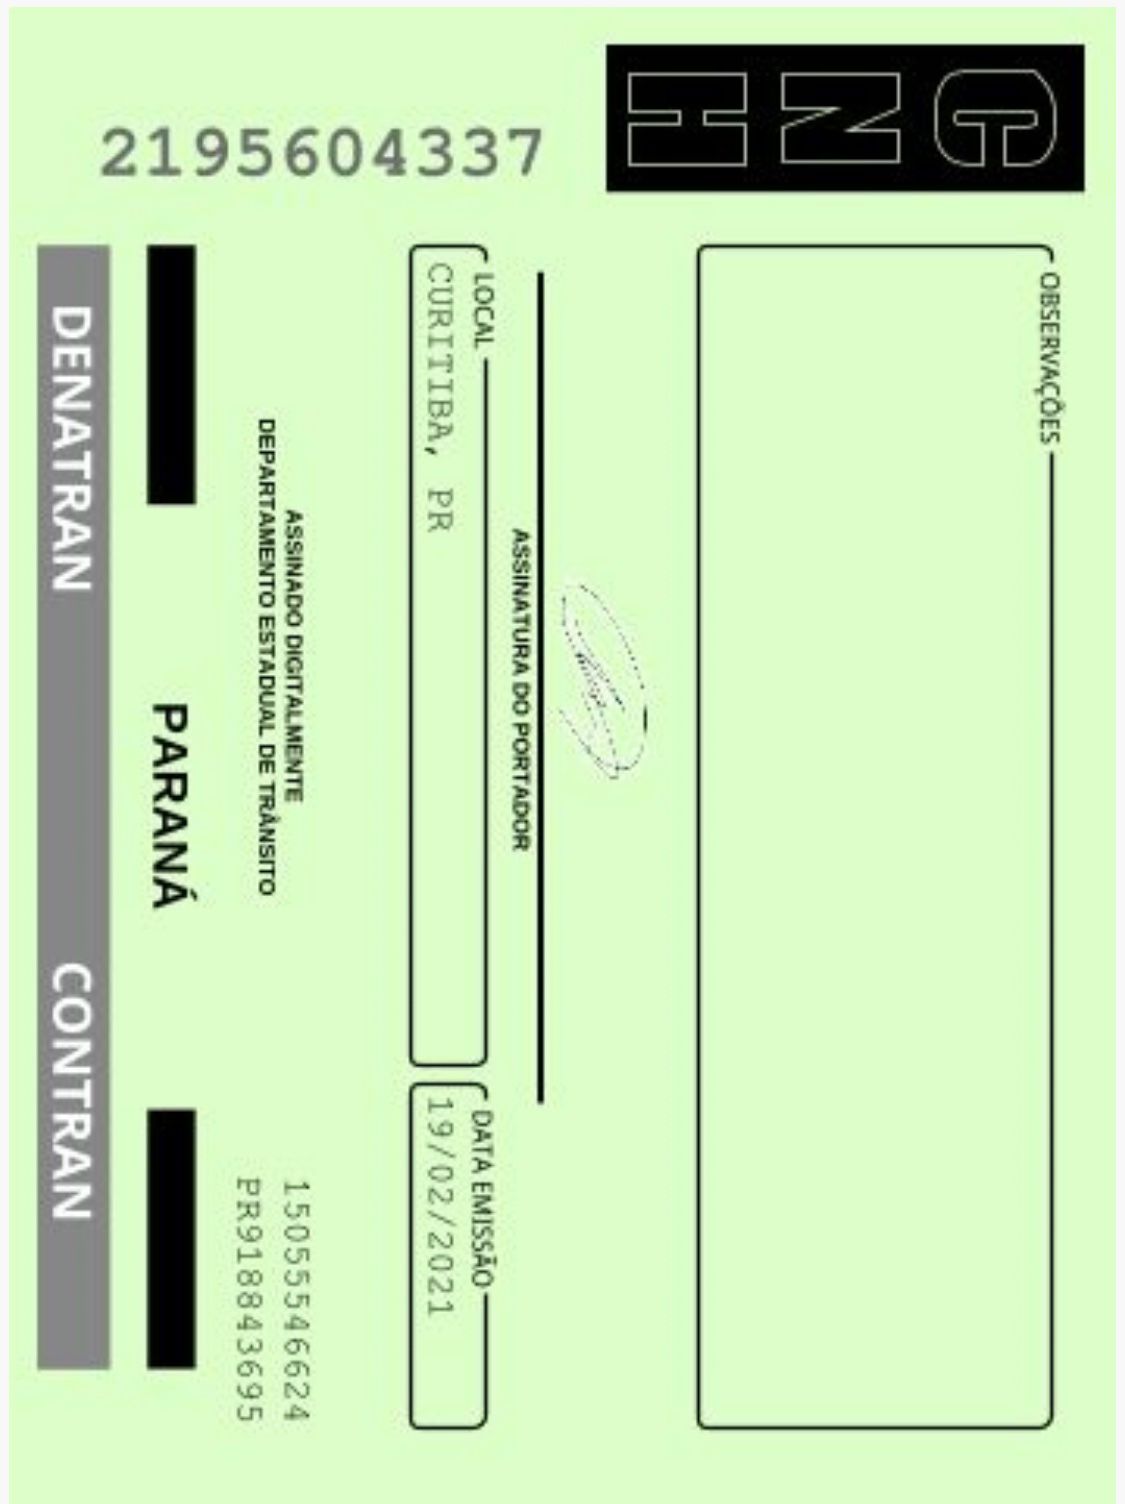 CNH
2195604337
OBSERVAÇÕES
ASSINATURA DO PORTADOR
LOCAL
CURITIBA, PR
DATA EMISSÃO
19/02/2021
ASSINADO DIGITALMENTE
DEPARTAMENTO ESTADUAL DE TRÂNSITO
15055546624
PR918843695
PARANÁ
DENATRAN CONTRAN